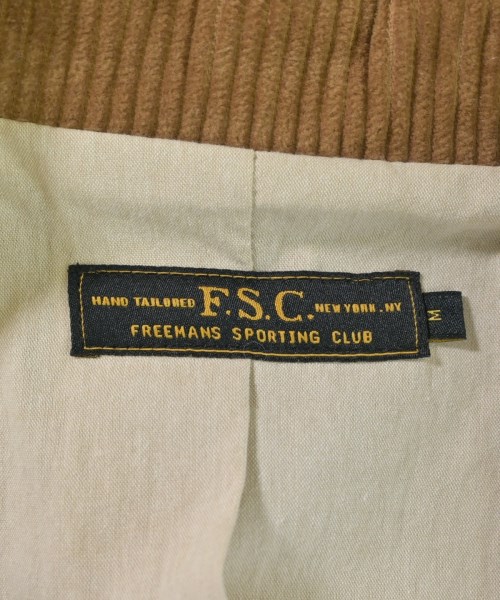 HAND TAILORED F.S.C. NEW YORK.NY
FREEMANS SPORTING CLUB
M